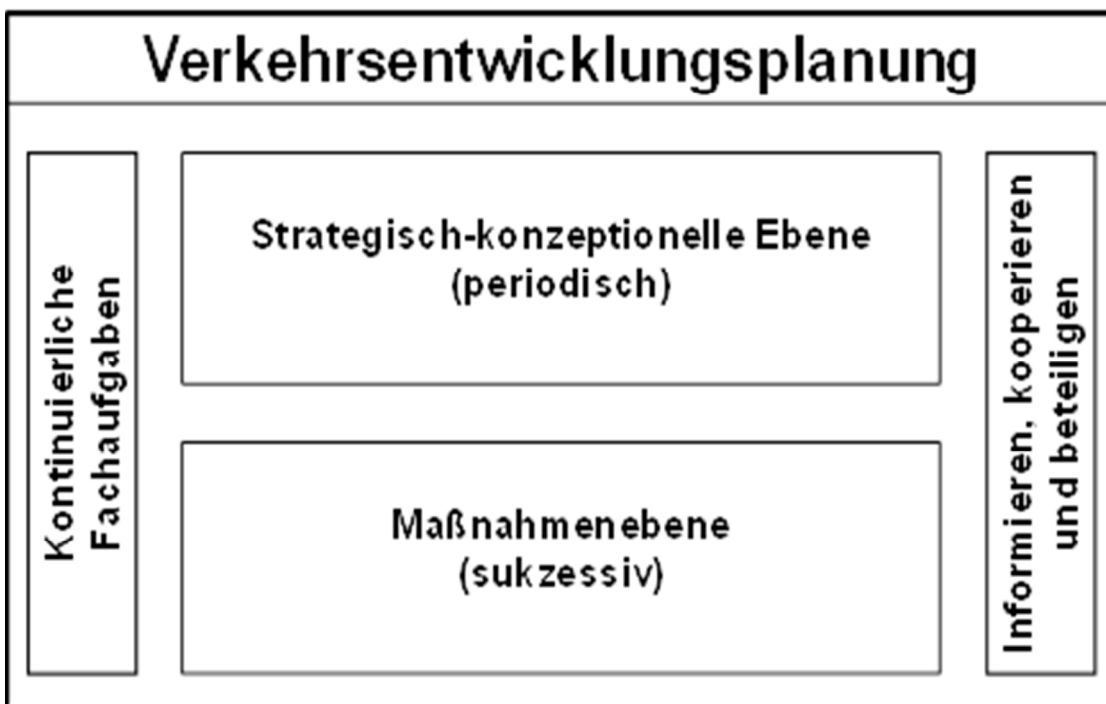 Verkehrsentwicklungsplanung
Kontinuierliche
Fachaufgaben
Strategisch-konzeptionelle Ebene
(periodisch)
Maßnahmenebene
(sukzessiv)
Informieren, kooperieren
und beteiligen